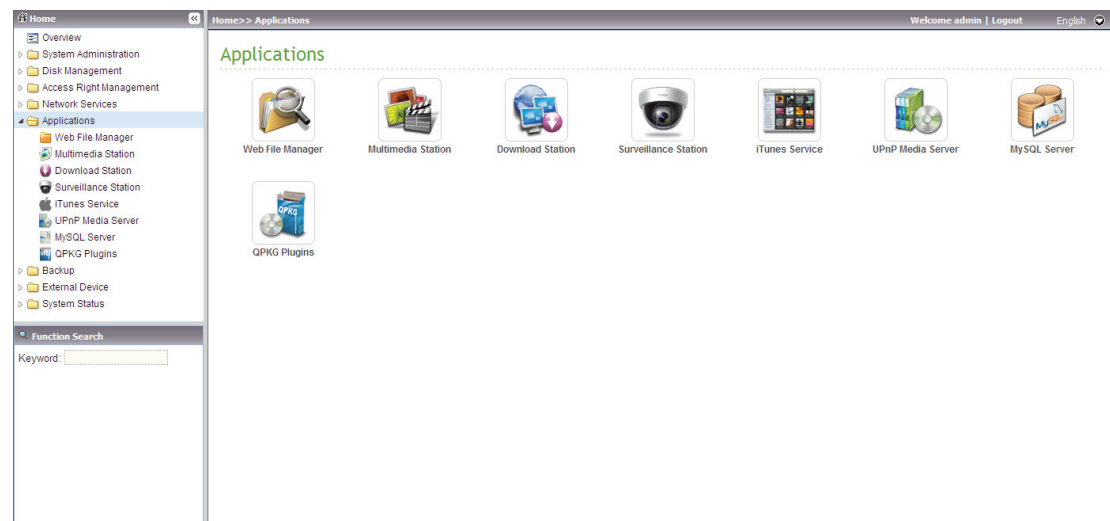 Home
Overview
System Administration
Disk Management
Access Right Management
Network Services
Applications
Web File Manager
Multimedia Station
Download Station
Surveillance Station
iTunes Service
UPnP Media Server
MySQL Server
QPKG Plugins
Backup
External Device
System Status
Function Search
Keyword:
Home>> Applications
Welcome admin | Logout
English
Applications
Web File Manager
Multimedia Station
Download Station
Surveillance Station
iTunes Service
UPnP Media Server
MySQL
MySQL Server
QPKG
QPKG Plugins